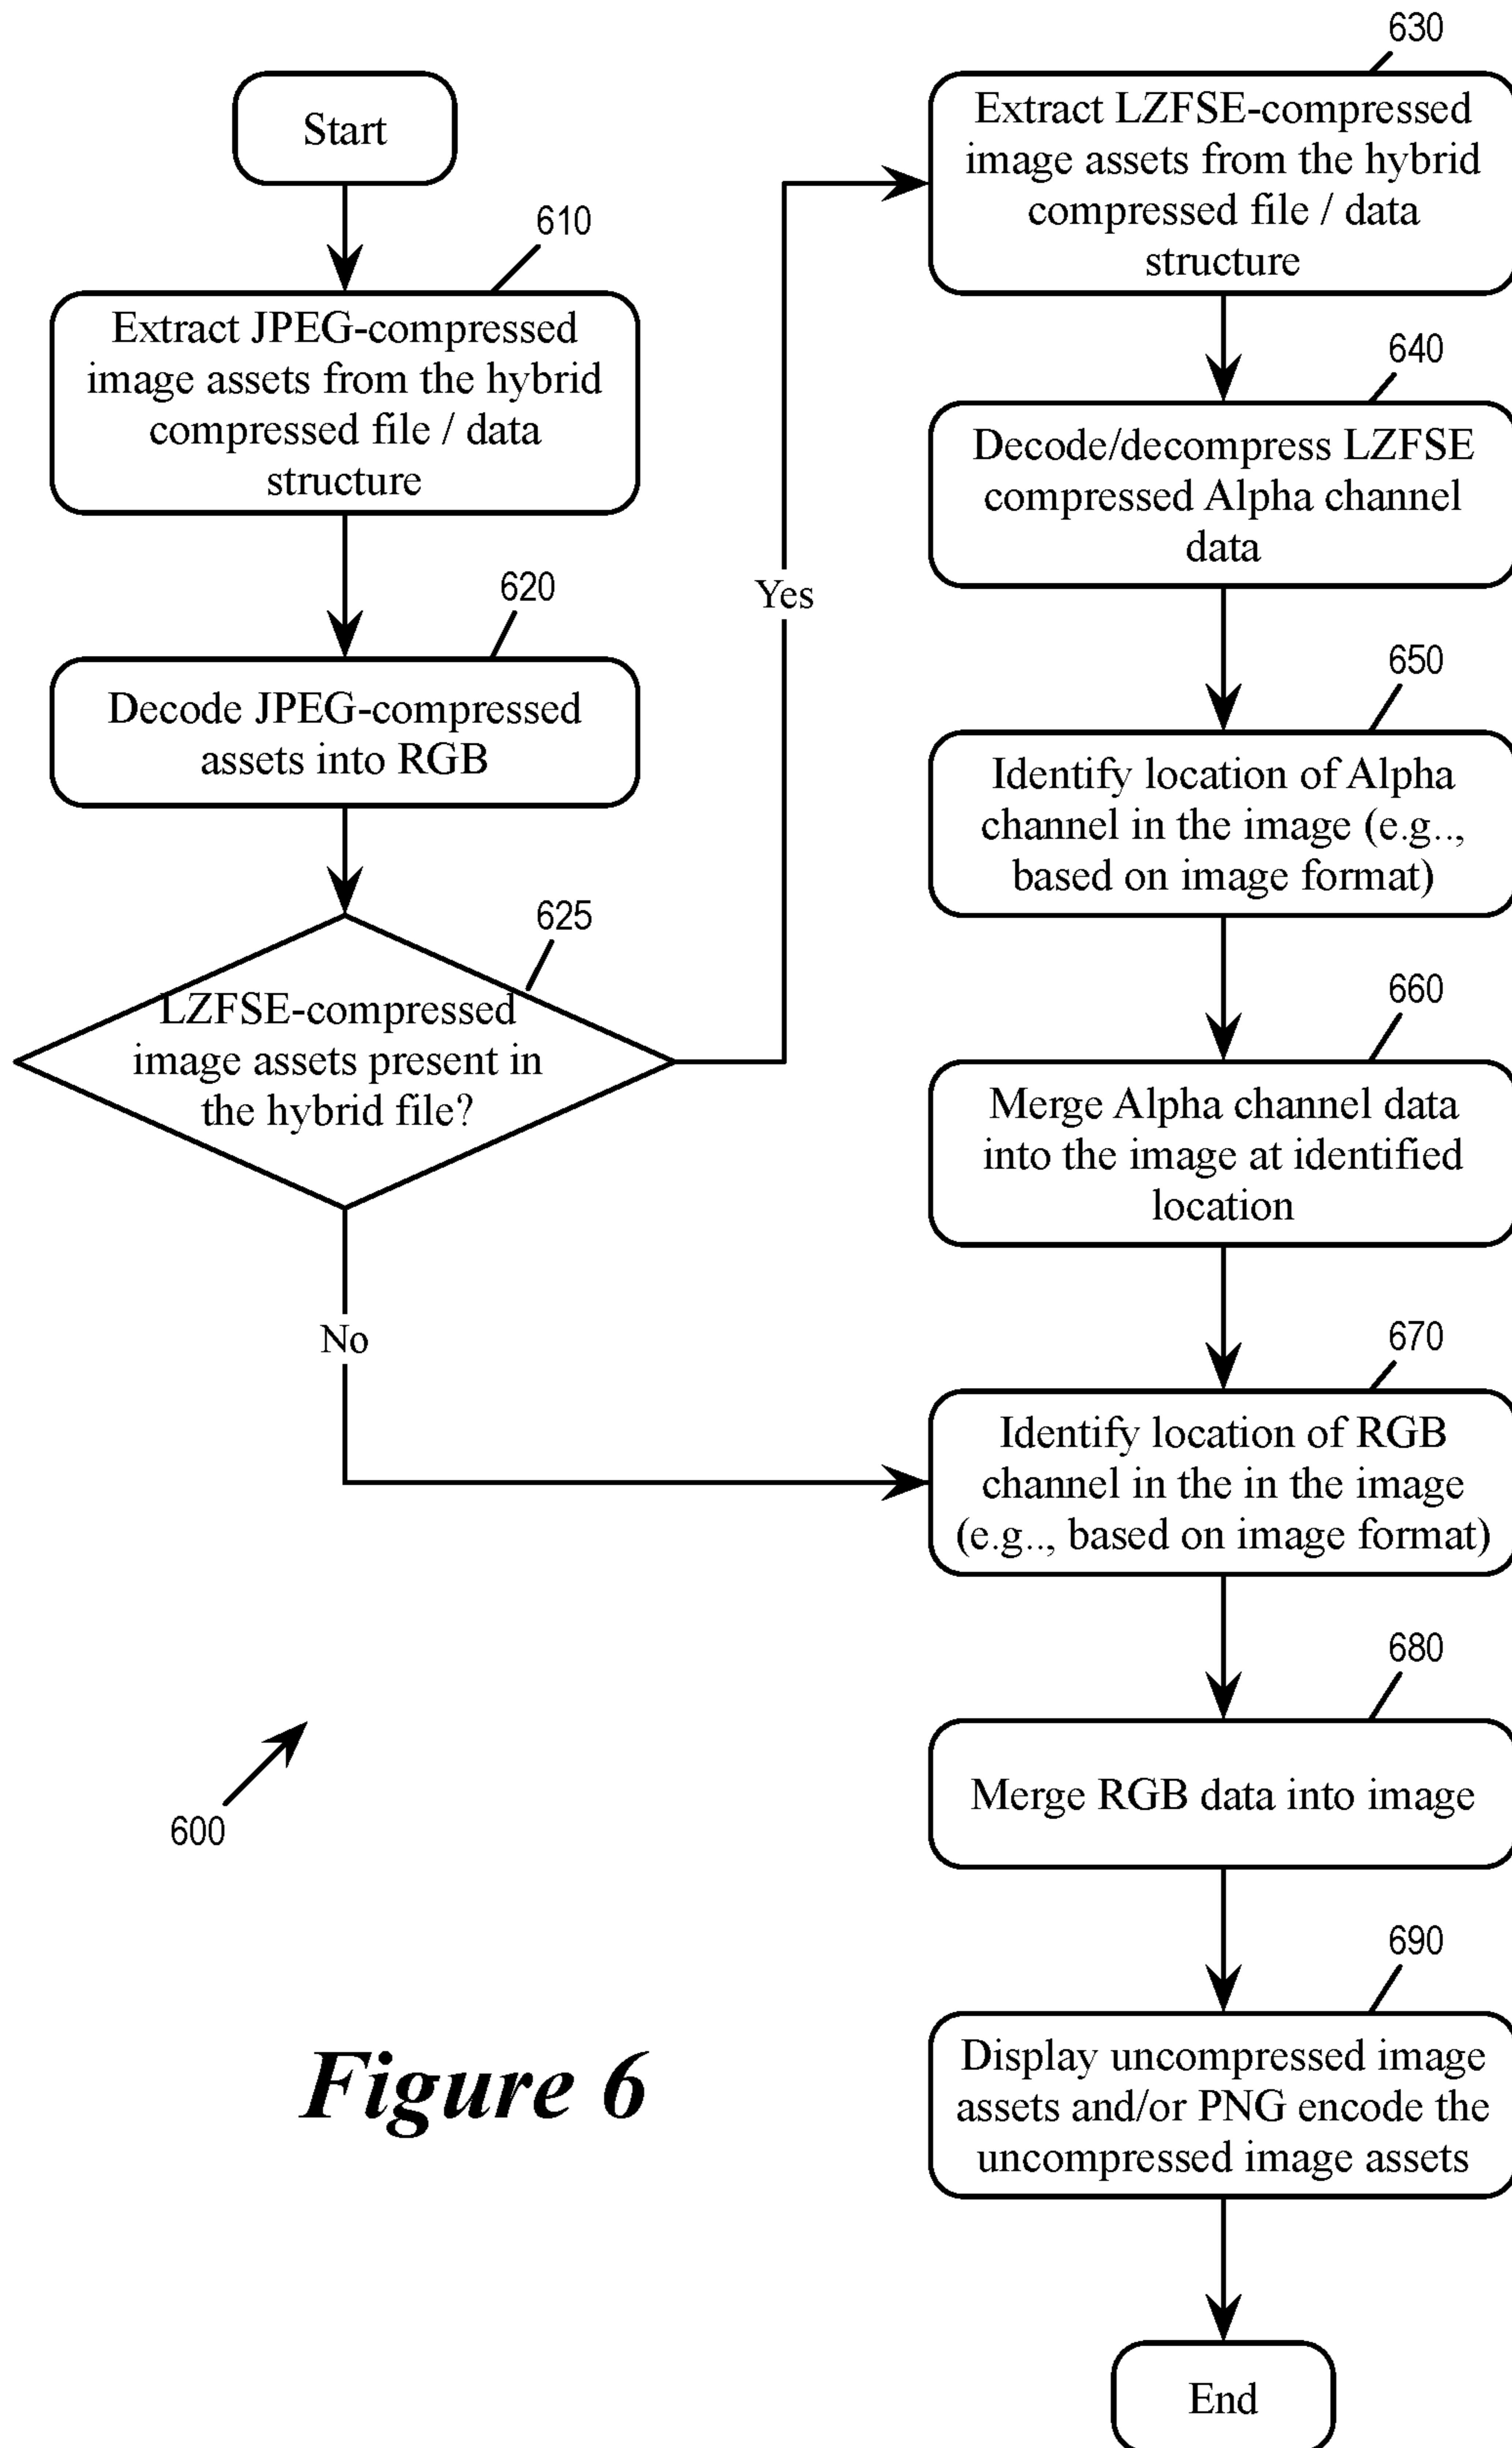 Start
610
Extract JPEG-compressed
image assets from the hybrid
compressed file / data
structure
620
Decode JPEG-compressed
assets into RGB
625
LZFSE-compressed
image assets present in
the hybrid file?
Yes
No
630
Extract LZFSE-compressed
image assets from the hybrid
compressed file / data
structure
640
Decode/decompress LZFSE
compressed Alpha channel
data
650
Identify location of Alpha
channel in the image (e.g..,
based on image format)
660
Merge Alpha channel data
into the image at identified
location
670
Identify location of RGB
channel in the in the image
(e.g.., based on image format)
680
Merge RGB data into image
690
Display uncompressed image
assets and/or PNG encode the
uncompressed image assets
End
600
Figure 6